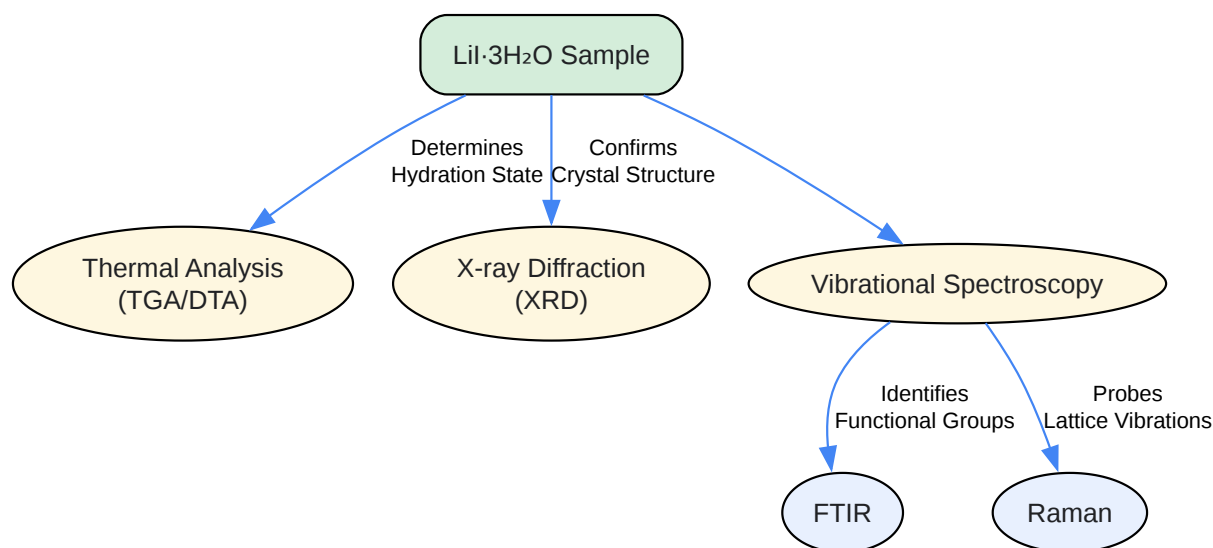 LiI·3H₂O Sample
Determines
Hydration State
Confirms
Crystal Structure
Thermal Analysis
(TGA/DTA)
X-ray Diffraction
(XRD)
Vibrational Spectroscopy
Identifies
Functional Groups
Probes
Lattice Vibrations
FTIR
Raman